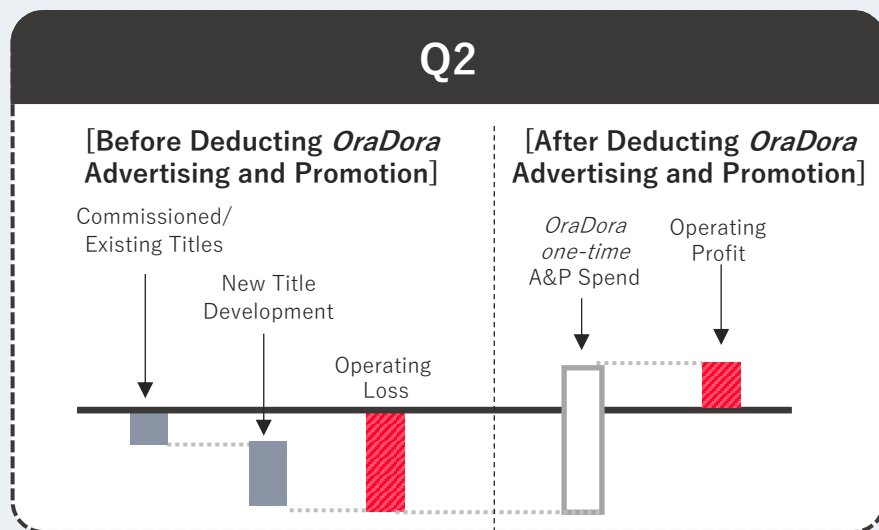 Q2
[Before Deducting OraDora
Advertising and Promotion]
Commissioned/
Existing Titles
New Title
Development
Operating
Loss
[After Deducting OraDora
Advertising and Promotion]
OraDora
one-time
A&P Spend
Operating
Profit